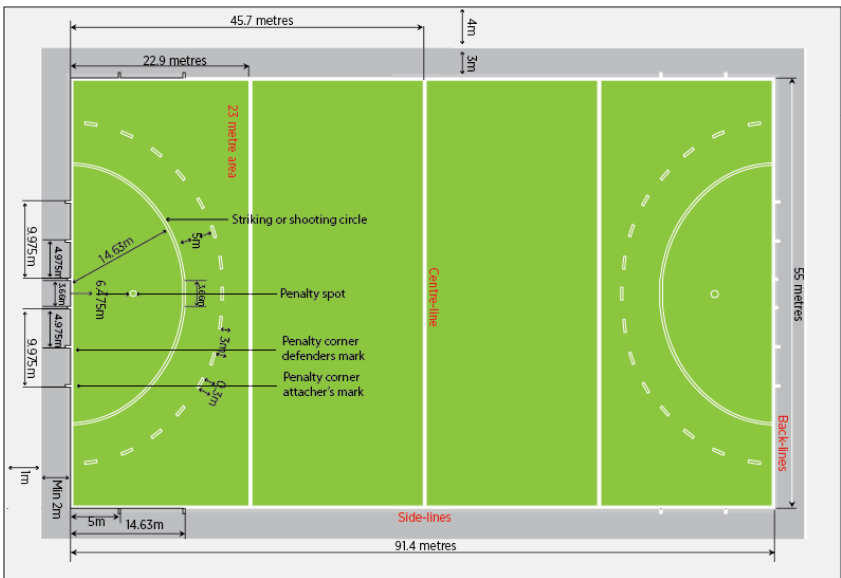 45.7 metres
4m
22.9 metres
3m
23 metre area
Striking or shooting circle
5m
14.63m
9.975m
4.975m
3.66m
6.475m
3.66m
Penalty spot
Centre-line
55 metres
4.975m
9.975m
3m
Penalty corner
defenders mark
Penalty corner
attacher's mark
0.3m
Back-lines
1m
Min 2m
5m
14.63m
Side-lines
91.4 metres